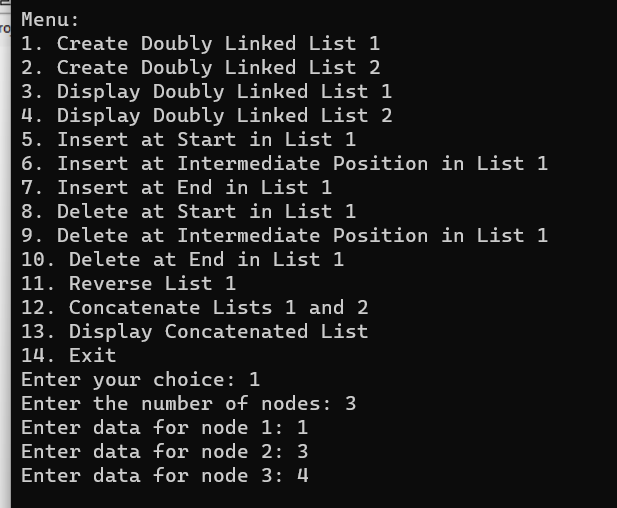 Menu:
1. Create Doubly Linked List 1
2. Create Doubly Linked List 2
3. Display Doubly Linked List 1
4. Display Doubly Linked List 2
5. Insert at Start in List 1
6. Insert at Intermediate Position in List 1
7. Insert at End in List 1
8. Delete at Start in List 1
9. Delete at Intermediate Position in List 1
10. Delete at End in List 1
11. Reverse List 1
12. Concatenate Lists 1 and 2
13. Display Concatenated List
14. Exit
Enter your choice: 1
Enter the number of nodes: 3
Enter data for node 1: 1
Enter data for node 2: 3
Enter data for node 3: 4